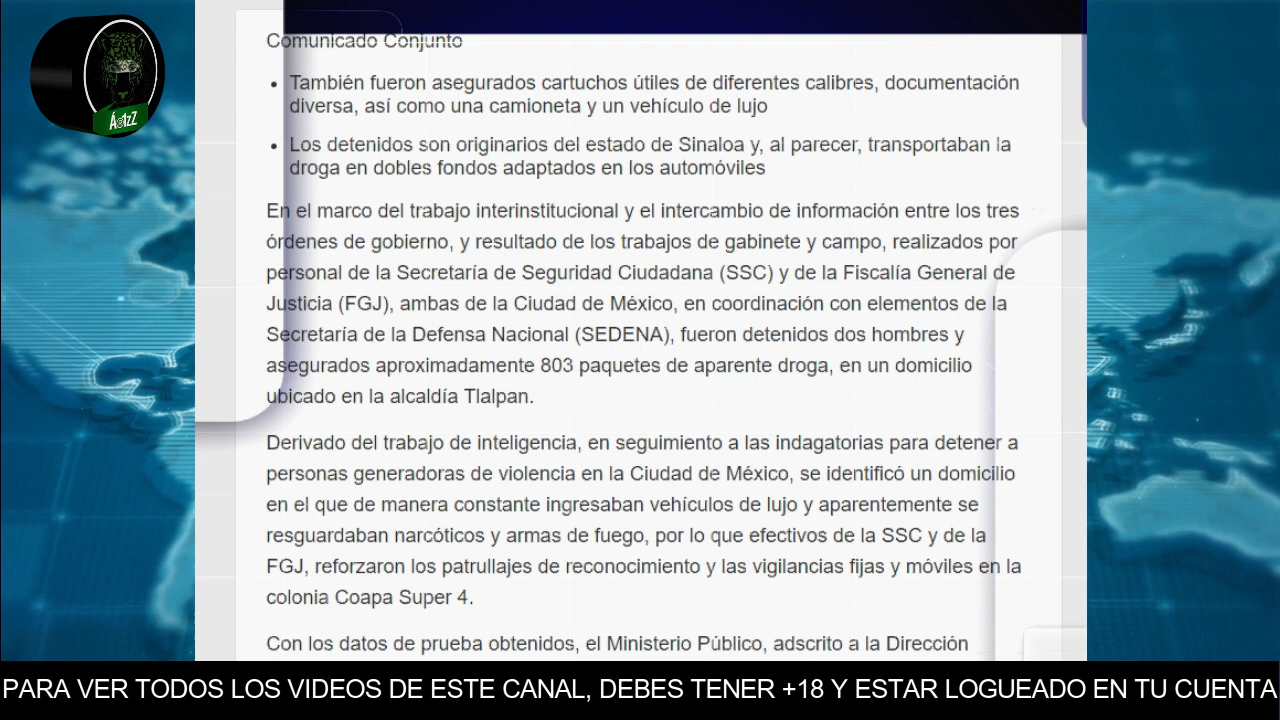 Comunicado Conjunto
• También fueron asegurados cartuchos útiles de diferentes calibres, documentación
diversa, así como una camioneta y un vehículo de lujo
• Los detenidos son originarios del estado de Sinaloa y, al parecer, transportaban la
droga en dobles fondos adaptados en los automóviles
En el marco del trabajo interinstitucional y el intercambio de información entre los tres
órdenes de gobierno, y resultado de los trabajos de gabinete y campo, realizados por
personal de la Secretaría de Seguridad Ciudadana (SSC) y de la Fiscalía General de
Justicia (FGJ), ambas de la Ciudad de México, en coordinación con elementos de la
Secretaría de la Defensa Nacional (SEDENA), fueron detenidos dos hombres y
asegurados aproximadamente 803 paquetes de aparente droga, en un domicilio
ubicado en la alcaldía Tlalpan.
Derivado del trabajo de inteligencia, en seguimiento a las indagatorias para detener a
personas generadoras de violencia en la Ciudad de México, se identificó un domicilio
en el que de manera constante ingresaban vehículos de lujo y aparentemente se
resguardaban narcóticos y armas de fuego, por lo que efectivos de la SSC y de la
FGJ, reforzaron los patrullajes de reconocimiento y las vigilancias fijas y móviles en la
colonia Coapa Super 4.
Con los datos de prueba obtenidos, el Ministerio Público, adscrito a la Dirección
PARA VER TODOS LOS VIDEOS DE ESTE CANAL, DEBES TENER +18 Y ESTAR LOGUEADO EN TU CUENTA